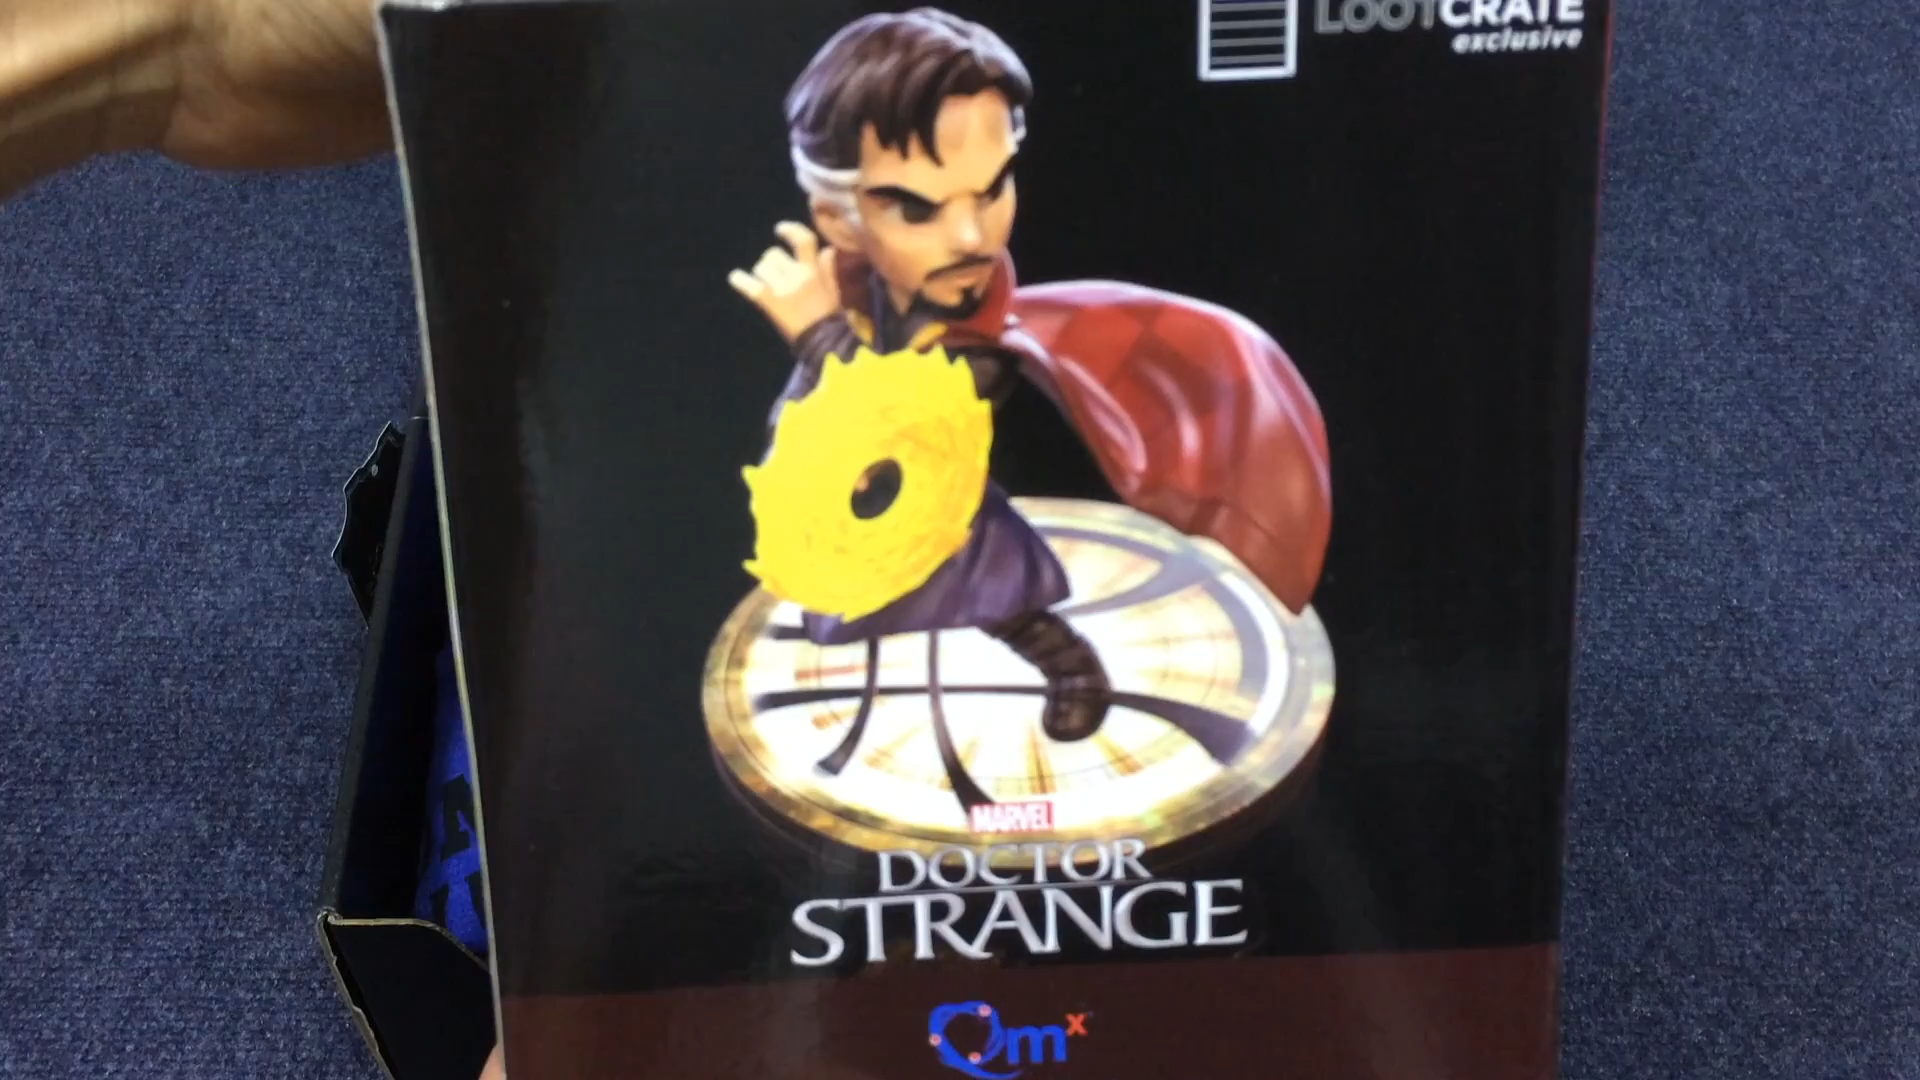 LOOTCRATE
exclusive
MARVEL
DOCTOR
STRANGE
Qmx